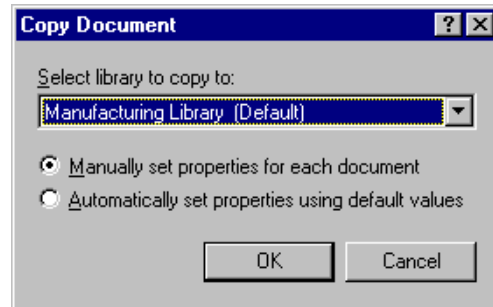 Copy Document
Select library to copy to:
Manufacturing Library (Default)
Manually set properties for each document
Automatically set properties using default values
OK Cancel